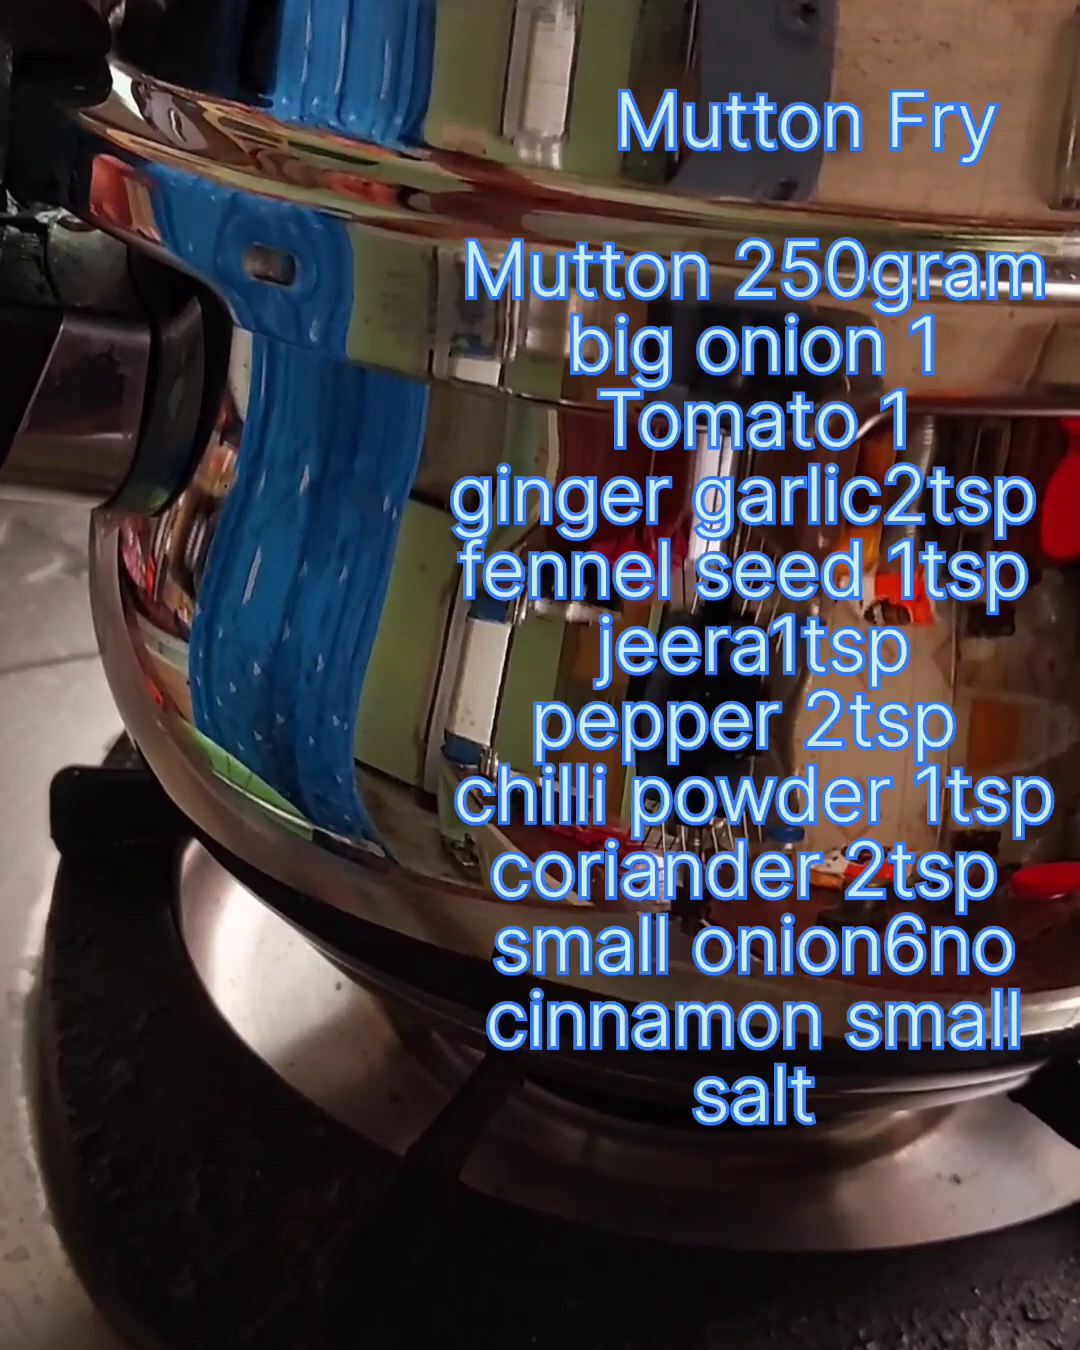 Mutton Fry
Mutton 250gram
big onion 1
Tomato 1
ginger garlic2tsp
fennel seed 1tsp
jeera1tsp
pepper 2tsp
chilli powder 1tsp
coriander 2tsp
small onion6no
cinnamon small
salt